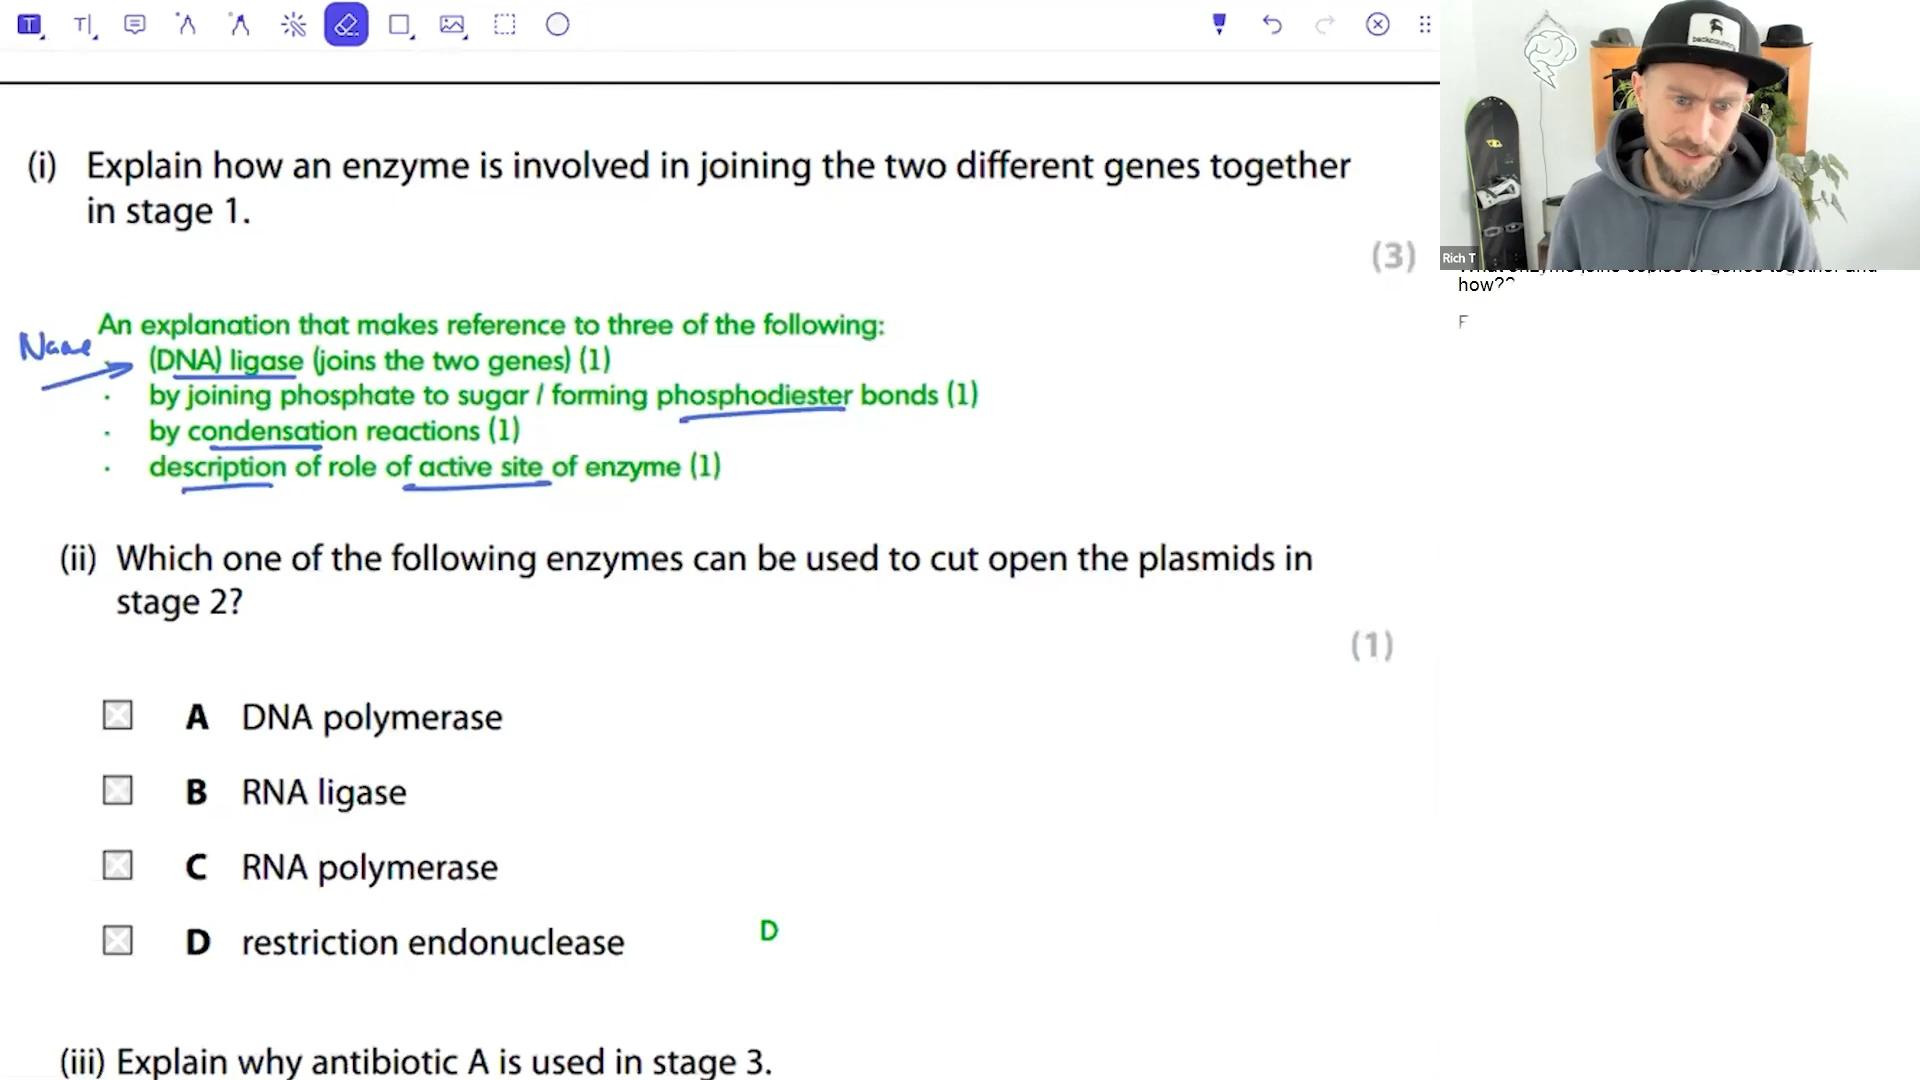 (i) Explain how an enzyme is involved in joining the two different genes together
in stage 1.
(3)
An explanation that makes reference to three of the following:
Name
(DNA) ligase (joins the two genes) (1)
· by joining phosphate to sugar / forming phosphodiester bonds (1)
· by condensation reactions (1)
· description of role of active site of enzyme (1)
(ii) Which one of the following enzymes can be used to cut open the plasmids in
stage 2?
(1)
A DNA polymerase
B RNA ligase
C RNA polymerase
D restriction endonuclease
D
(iii) Explain why antibiotic A is used in stage 3.
backcountry
Rich T
how??